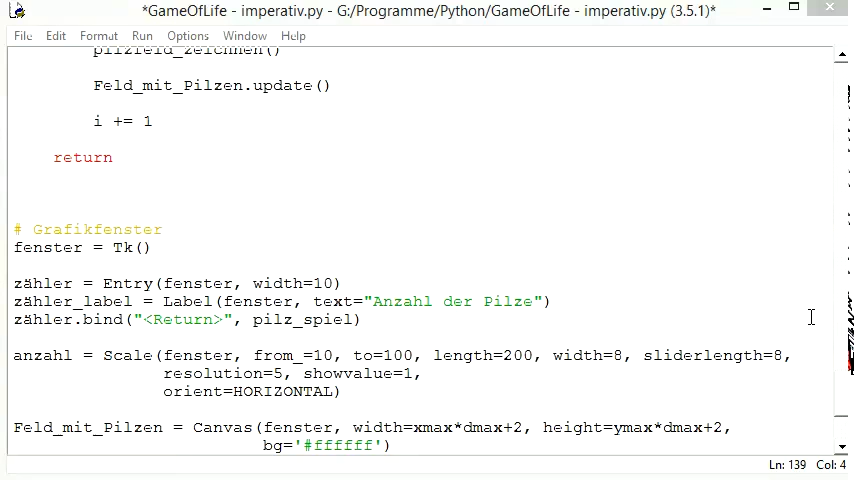 *GameOfLife - imperativ.py - G:/Programme/Python/GameOfLife - imperativ.py (3.5.1)*
File Edit Format Run Options Window Help
pilzfeld_zeichnen()
Feld_mit_Pilzen.update()
i += 1
return
# Grafikfenster
fenster = Tk()
zähler = Entry(fenster, width=10)
zähler_label = Label(fenster, text="Anzahl der Pilze")
zähler.bind("<Return>", pilz_spiel)
anzahl = Scale(fenster, from_=10, to=100, length=200, width=8, sliderlength=8,
resolution=5, showvalue=1,
orient=HORIZONTAL)
Feld_mit_Pilzen = Canvas(fenster, width=xmax*dmax+2, height=ymax*dmax+2,
bg='#ffffff')
Ln: 139 Col: 4